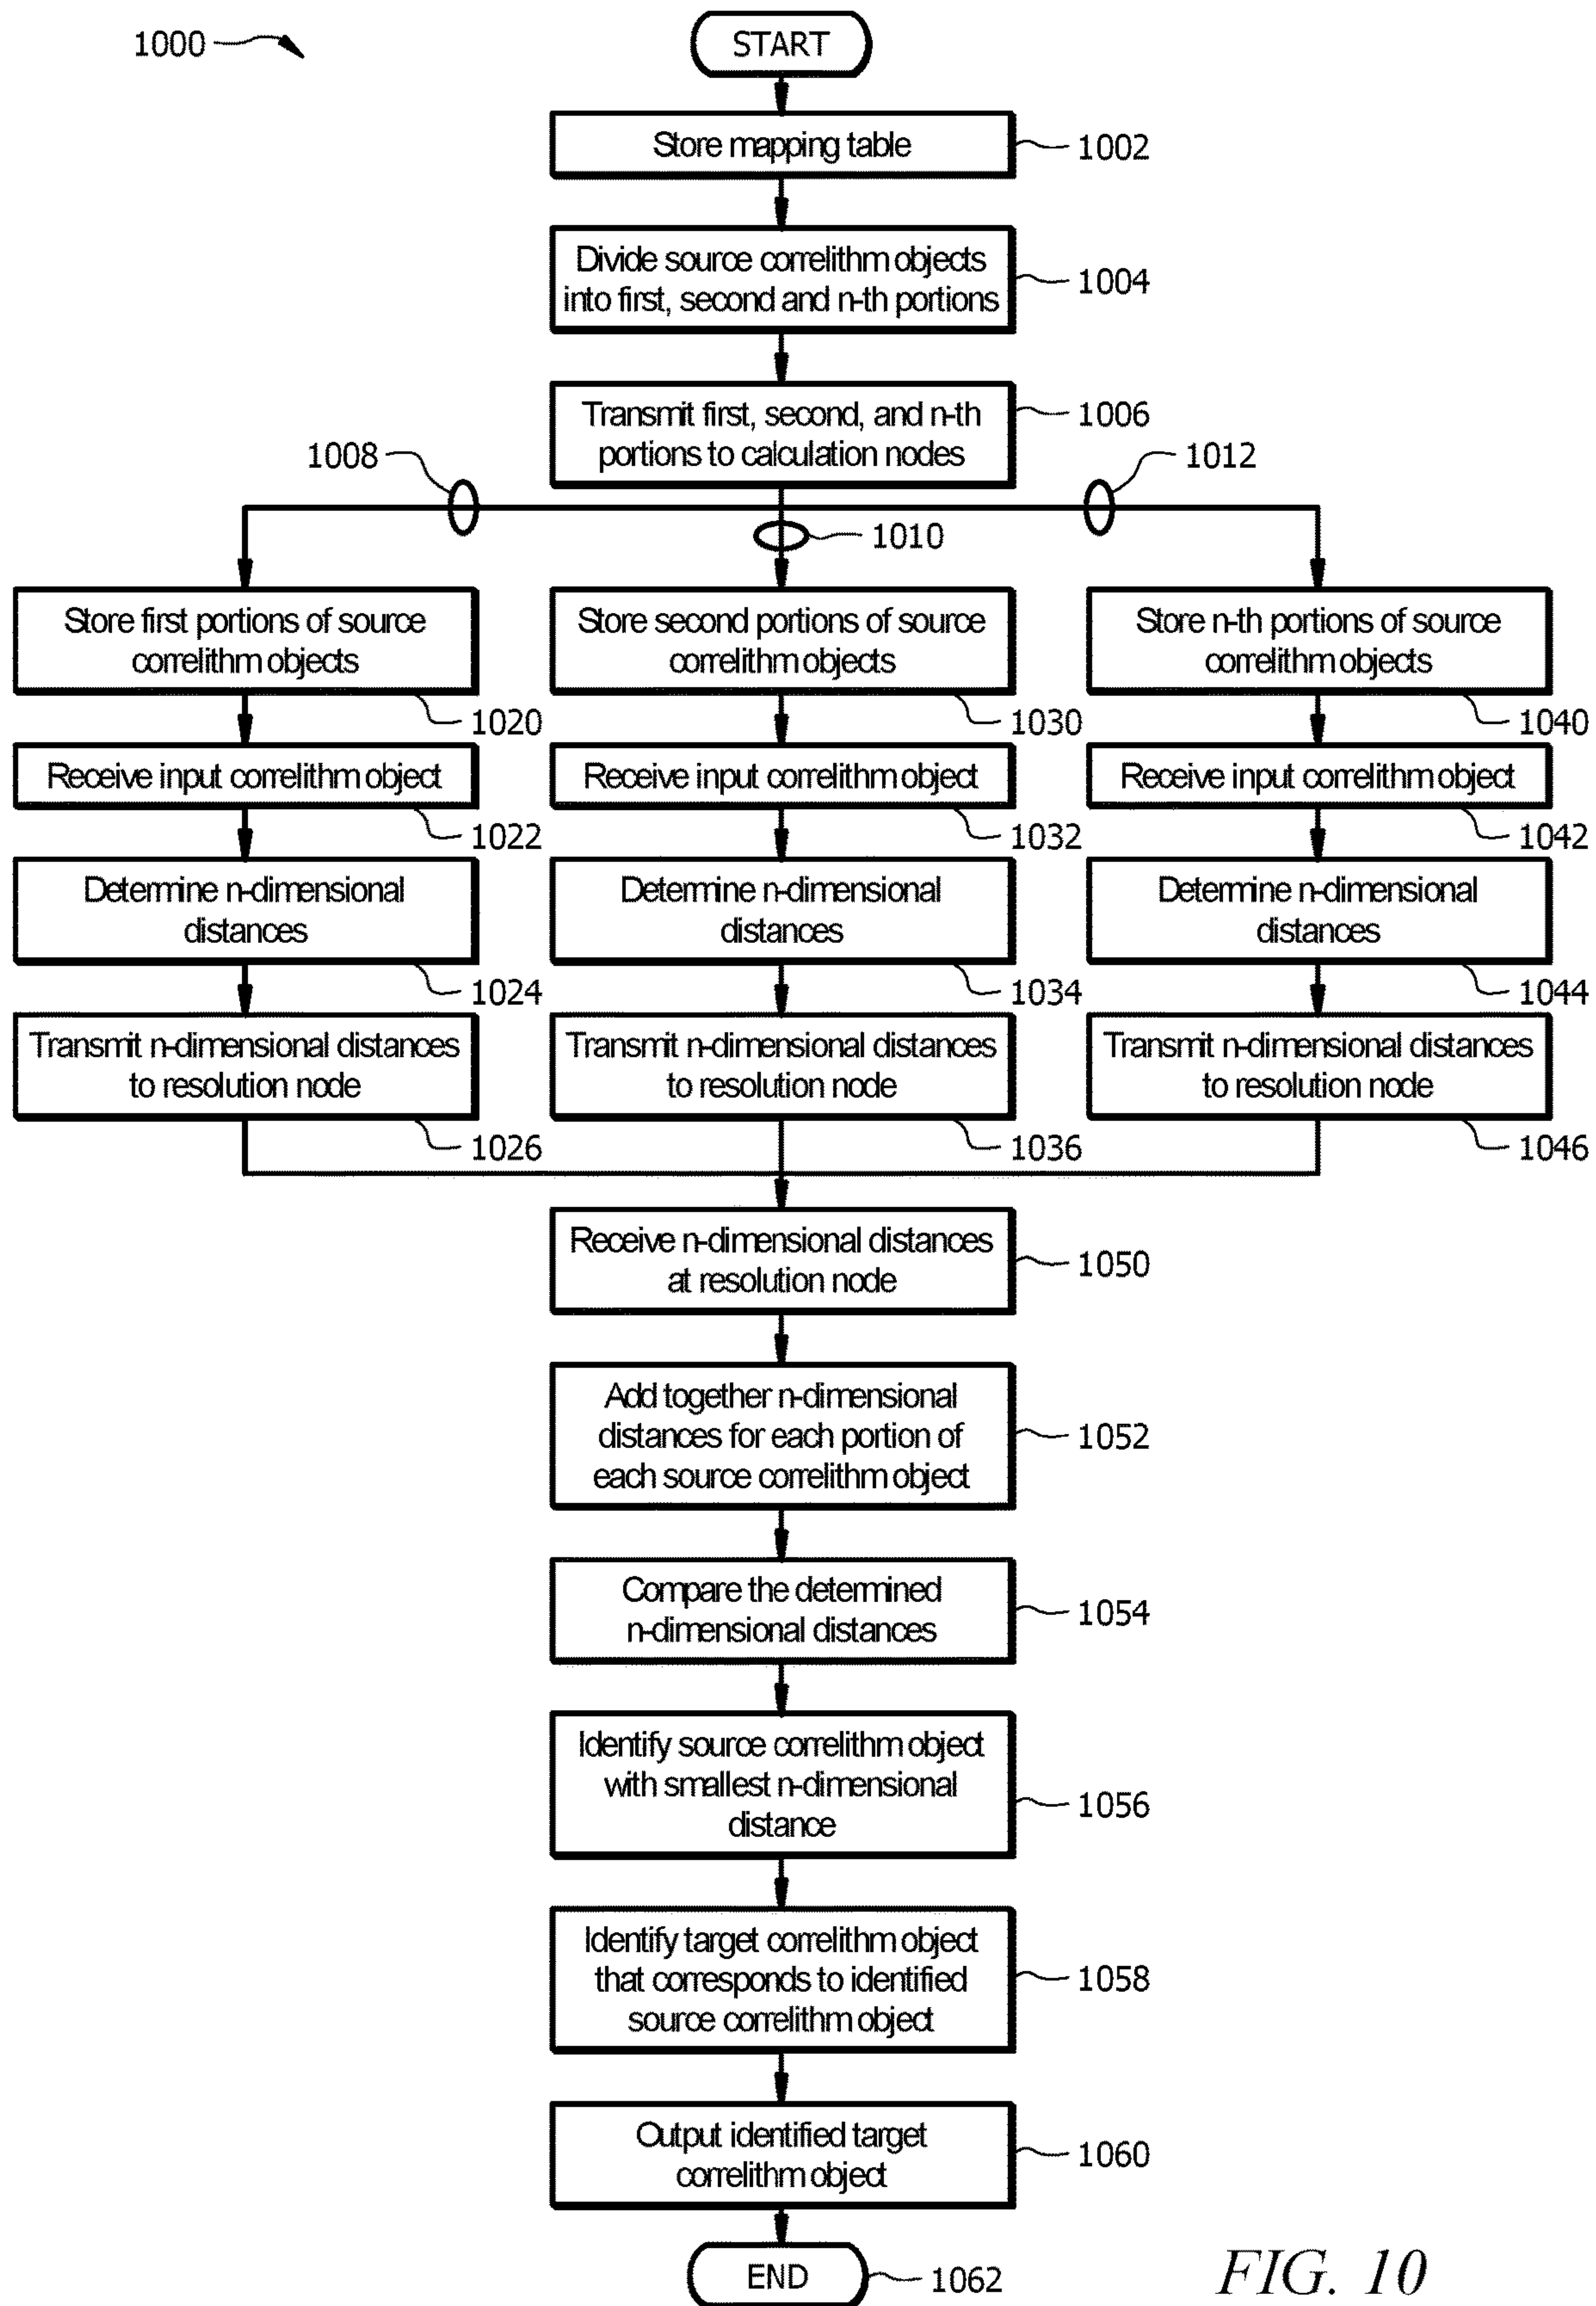 1000
START
Store mapping table
1002
Divide source correlithm objects
into first, second and n-th portions
1004
Transmit first, second, and n-th
portions to calculation nodes
1006
1008
1010
1012
Store first portions of source
correlithm objects
1020
Receive input correlithm object
1022
Determine n-dimensional
distances
1024
Transmit n-dimensional distances
to resolution node
1026
Store second portions of source
correlithm objects
1030
Receive input correlithm object
1032
Determine n-dimensional
distances
1034
Transmit n-dimensional distances
to resolution node
1036
Store n-th portions of source
correlithm objects
1040
Receive input correlithm object
1042
Determine n-dimensional
distances
1044
Transmit n-dimensional distances
to resolution node
1046
Receive n-dimensional distances
at resolution node
1050
Add together n-dimensional
distances for each portion of
each source correlithm object
1052
Compare the determined
n-dimensional distances
1054
Identify source correlithm object
with smallest n-dimensional
distance
1056
Identify target correlithm object
that corresponds to identified
source correlithm object
1058
Output identified target
correlithm object
1060
END
1062
FIG. 10